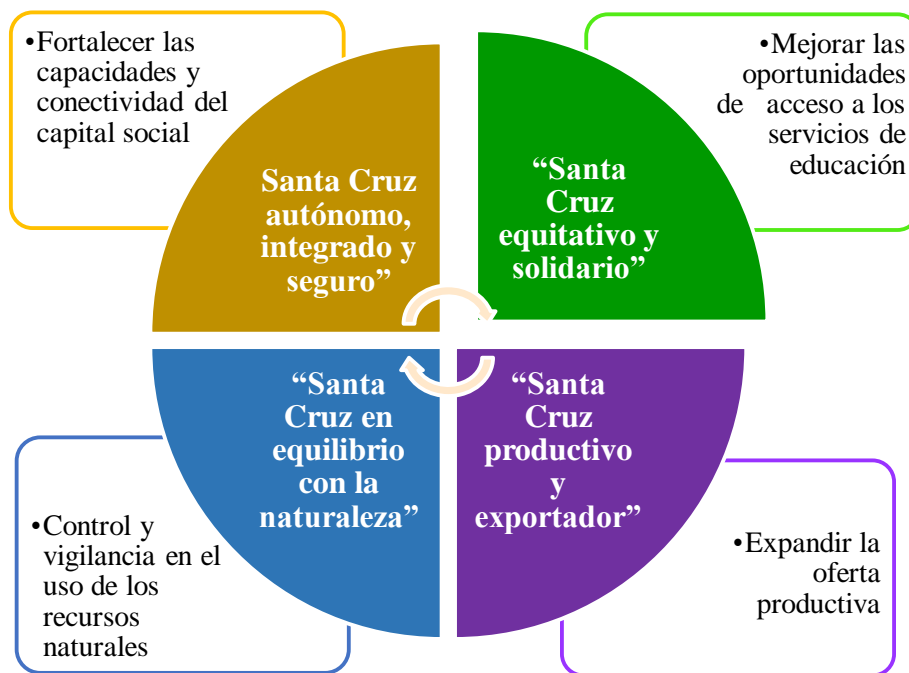 •Fortalecer las
capacidades y
conectividad del
capital social
•Mejorar las
oportunidades
de acceso a los
servicios de
educación
Santa Cruz
autónomo,
integrado y
seguro”
“Santa
Cruz
equitativo y
solidario”
“Santa
Cruz en
equilibrio
con la
naturaleza”
“Santa
Cruz
productivo
y
exportador”
•Control y
vigilancia en el
uso de los
recursos
naturales
•Expandir la
oferta
productiva